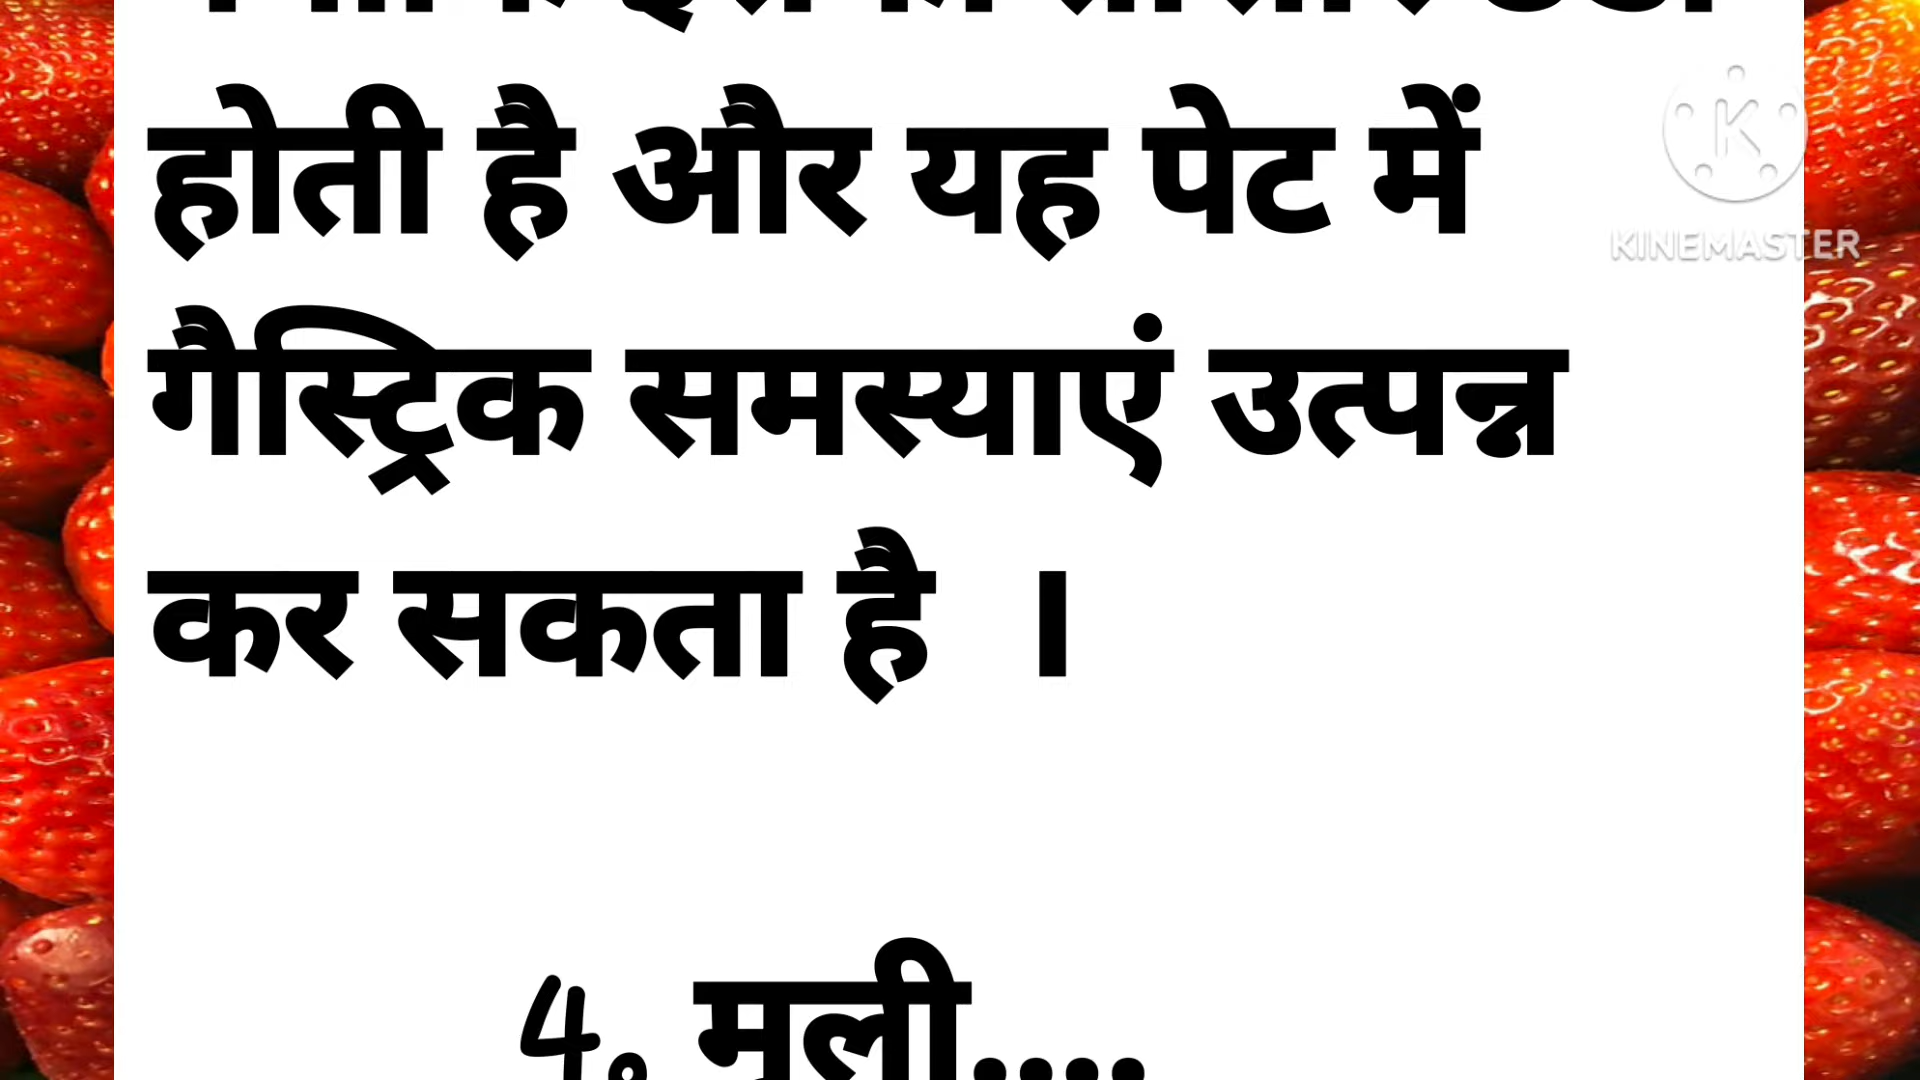 होती है और यह पेट में
KINEMASTER
गैस्ट्रिक समस्याएं उत्पन्न
कर सकता है ।
4. मूली....